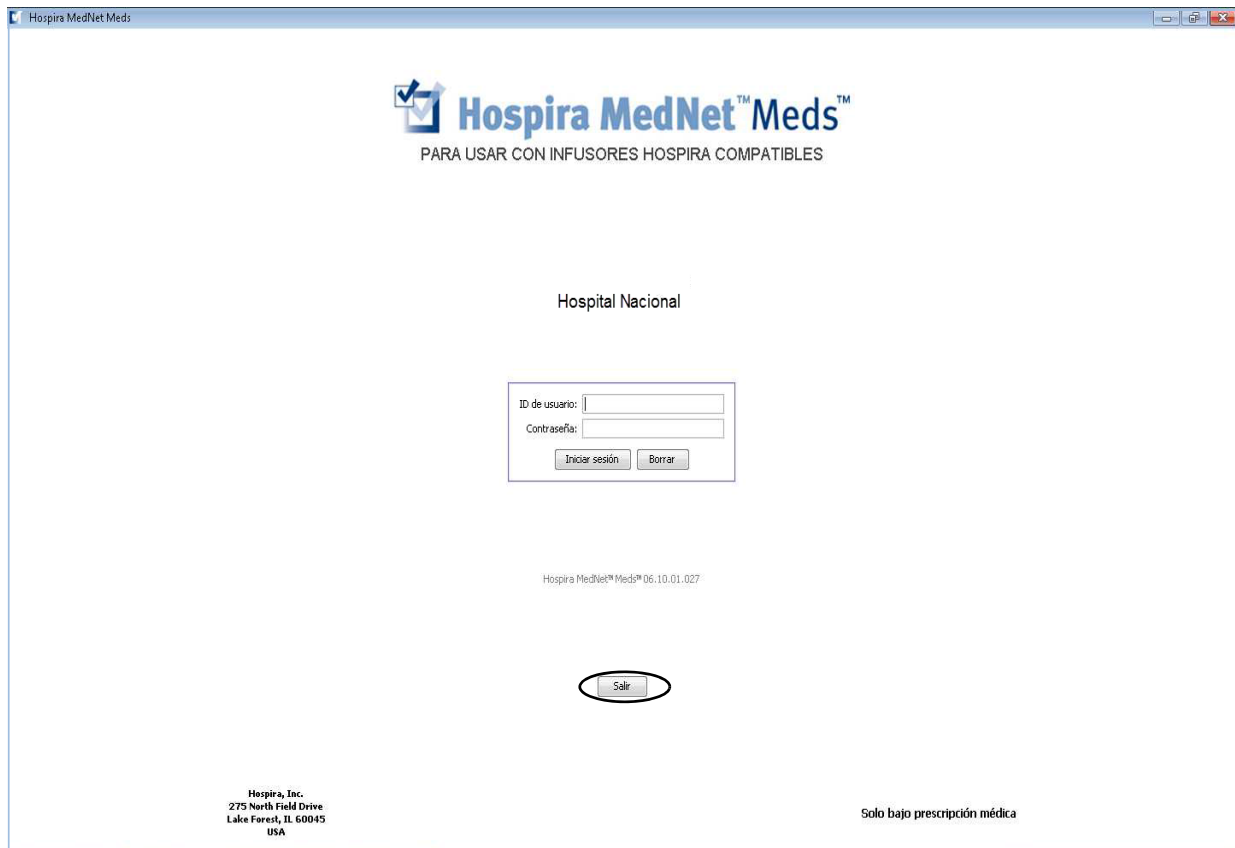 Hospira MedNet Meds
Hospira MedNet™ Meds™
PARA USAR CON INFUSORES HOSPIRA COMPATIBLES
Hospital Nacional
ID de usuario:
Contraseña:
Iniciar sesión Borrar
Hospira MedNet™ Meds™ 06.10.01.027
Salir
Hospira, Inc.
275 North Field Drive
Lake Forest, IL 60045
USA
Solo bajo prescripción médica